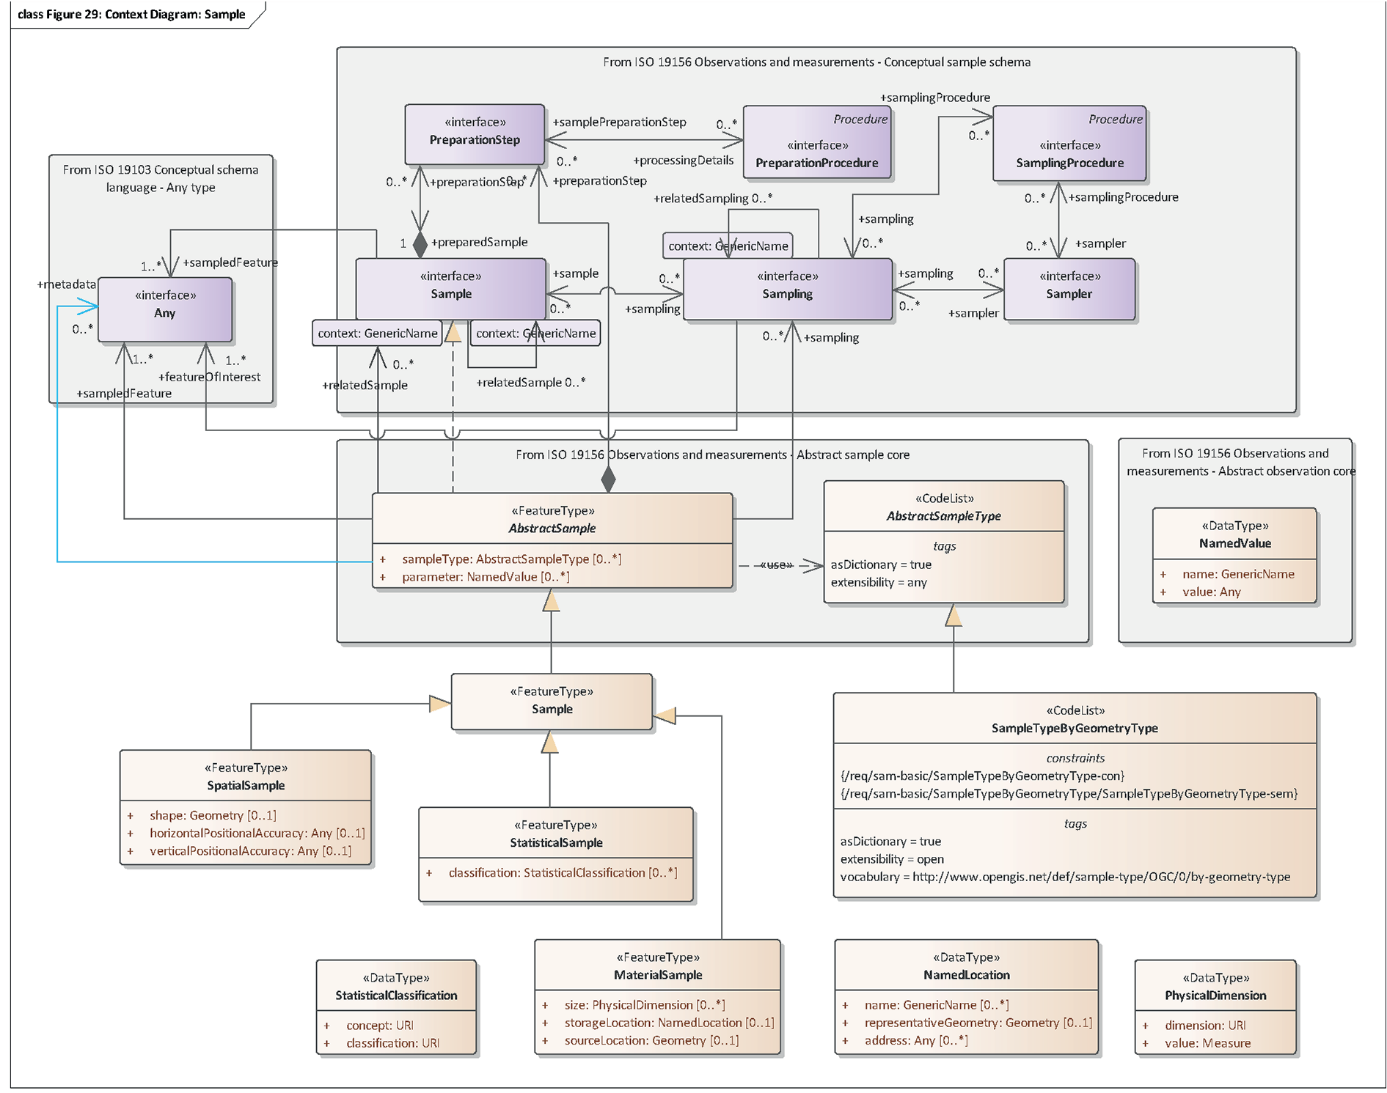 class Figure 29: Context Diagram: Sample
From ISO 19156 Observations and measurements - Conceptual sample schema
«interface»
PreparationStep
+samplePreparationStep
0..*
0..*
+processingDetails
Procedure
«interface»
PreparationProcedure
+samplingProcedure
0..*
Procedure
«interface»
SamplingProcedure
From ISO 19103 Conceptual schema
language - Any type
0..*
+preparationStep
0..*
+preparationStep
+relatedSampling 0..*
0..*
+samplingProcedure
+sampling
0..*
1
+preparedSample
context: GenericName
0..*
+sampler
1..*
+sampledFeature
+metadata
0..*
«interface»
Any
«interface»
Sample
+sample
0..*
0..*
+sampling
«interface»
Sampling
+sampling
0..*
0..*
+sampler
«interface»
Sampler
context: GenericName
context: GenericName
0..*
+sampling
1..*
+sampledFeature
1..*
+featureOfInterest
0..*
+relatedSample
+relatedSample 0..*
From ISO 19156 Observations and measurements - Abstract sample core
«FeatureType»
AbstractSample
+ sampleType: AbstractSampleType [0..*]
+ parameter: NamedValue [0..*]
«use»
«CodeList»
AbstractSampleType
tags
asDictionary = true
extensibility = any
From ISO 19156 Observations and
measurements - Abstract observation core
«DataType»
NamedValue
+ name: GenericName
+ value: Any
«FeatureType»
Sample
«FeatureType»
SpatialSample
+ shape: Geometry [0..1]
+ horizontalPositionalAccuracy: Any [0..1]
+ verticalPositionalAccuracy: Any [0..1]
«FeatureType»
StatisticalSample
+ classification: StatisticalClassification [0..*]
«CodeList»
SampleTypeByGeometryType
constraints
{/req/sam-basic/SampleTypeByGeometryType-con}
{/req/sam-basic/SampleTypeByGeometryType/SampleTypeByGeometryType-sem}
tags
asDictionary = true
extensibility = open
vocabulary = http://www.opengis.net/def/sample-type/OGC/0/by-geometry-type
«DataType»
StatisticalClassification
+ concept: URI
+ classification: URI
«FeatureType»
MaterialSample
+ size: PhysicalDimension [0..*]
+ storageLocation: NamedLocation [0..1]
+ sourceLocation: Geometry [0..1]
«DataType»
NamedLocation
+ name: GenericName [0..*]
+ representativeGeometry: Geometry [0..1]
+ address: Any [0..*]
«DataType»
PhysicalDimension
+ dimension: URI
+ value: Measure